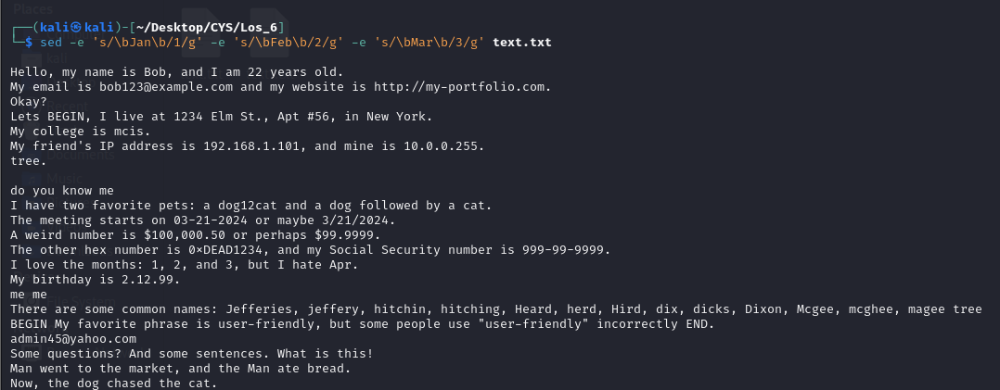 Places
┌──(kali㉿kali)-[~/Desktop/CYS/Los_6]
└─$ sed -e 's/\bJan\b/1/g' -e 's/\bFeb\b/2/g' -e 's/\bMar\b/3/g' text.txt
Hello, my name is Bob, and I am 22 years old.
My email is bob123@example.com and my website is http://my-portfolio.com.
Okay?
Lets BEGIN, I live at 1234 Elm St., Apt #56, in New York.
My college is mcis.
My friend's IP address is 192.168.1.101, and mine is 10.0.0.255.
tree.
do you know me
I have two favorite pets: a dog12cat and a dog followed by a cat.
The meeting starts on 03-21-2024 or maybe 3/21/2024.
A weird number is $100,000.50 or perhaps $99.9999.
The other hex number is 0×DEAD1234, and my Social Security number is 999-99-9999.
I love the months: 1, 2, and 3, but I hate Apr.
My birthday is 2.12.99.
me me
There are some common names: Jefferies, jeffery, hitchin, hitching, Heard, herd, Hird, dix, dicks, Dixon, Mcgee, mcghee, magee tree
BEGIN My favorite phrase is user-friendly, but some people use "user-friendly" incorrectly END.
admin45@yahoo.com
Some questions? And some sentences. What is this!
Man went to the market, and the Man ate bread.
Now, the dog chased the cat.